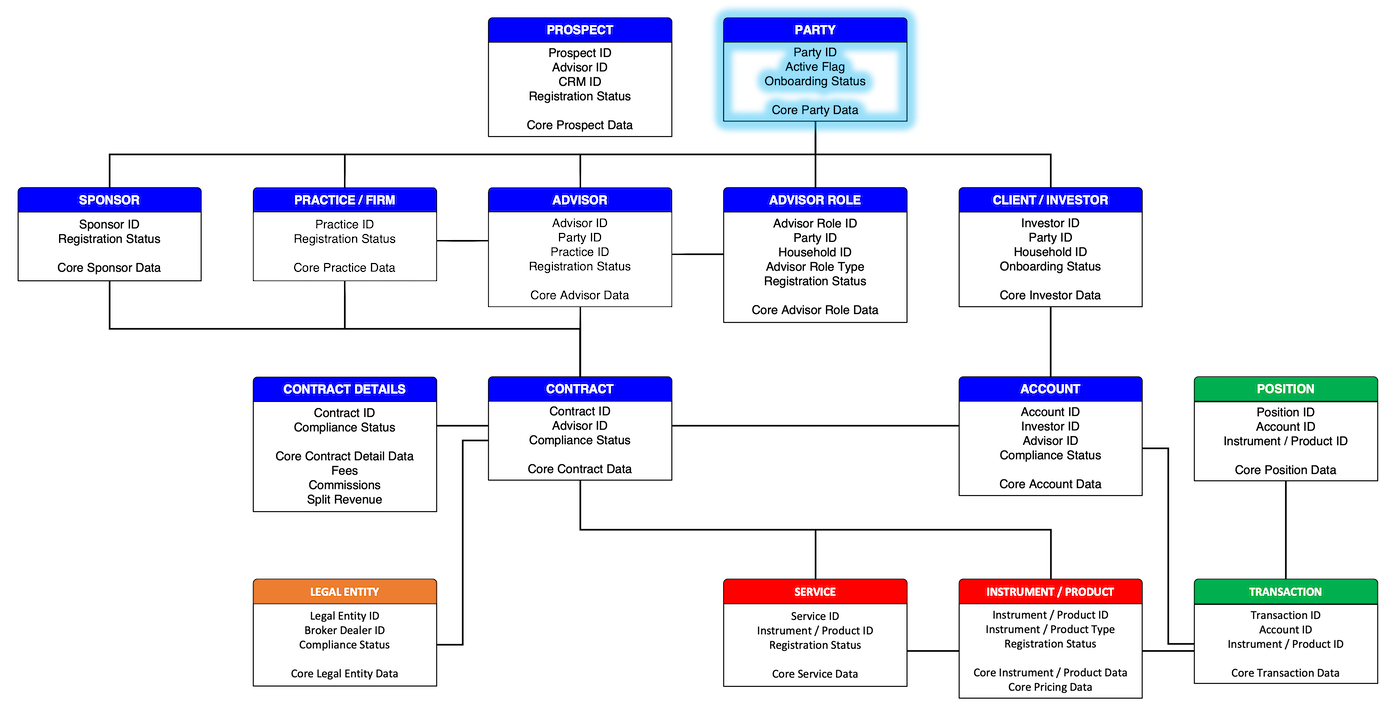 PROSPECT
Prospect ID
Advisor ID
CRM ID
Registration Status
Core Prospect Data
PARTY
Party ID
Active Flag
Onboarding Status
Core Party Data
SPONSOR
Sponsor ID
Registration Status
Core Sponsor Data
PRACTICE / FIRM
Practice ID
Registration Status
Core Practice Data
ADVISOR
Advisor ID
Party ID
Practice ID
Registration Status
Core Advisor Data
ADVISOR ROLE
Advisor Role ID
Party ID
Household ID
Advisor Role Type
Registration Status
Core Advisor Role Data
CLIENT / INVESTOR
Investor ID
Party ID
Household ID
Onboarding Status
Core Investor Data
CONTRACT DETAILS
Contract ID
Compliance Status
Core Contract Detail Data
Fees
Commissions
Split Revenue
CONTRACT
Contract ID
Advisor ID
Compliance Status
Core Contract Data
ACCOUNT
Account ID
Investor ID
Advisor ID
Compliance Status
Core Account Data
POSITION
Position ID
Account ID
Instrument / Product ID
Core Position Data
LEGAL ENTITY
Legal Entity ID
Broker Dealer ID
Compliance Status
Core Legal Entity Data
SERVICE
Service ID
Instrument / Product ID
Registration Status
Core Service Data
INSTRUMENT / PRODUCT
Instrument / Product ID
Instrument / Product Type
Registration Status
Core Instrument / Product Data
Core Pricing Data
TRANSACTION
Transaction ID
Account ID
Instrument / Product ID
Core Transaction Data